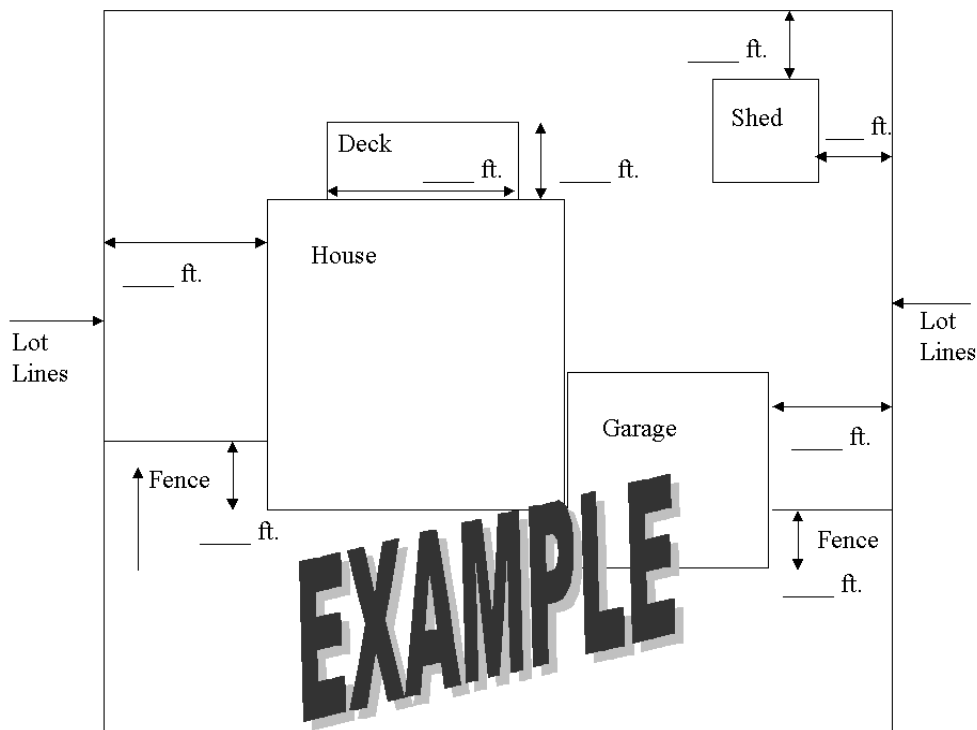 ____ ft.
Shed
___ ft.
Deck
____ ft.
____ ft.
House
____ ft.
Lot
Lines
Lot
Lines
Garage
____ ft.
Fence
____ ft.
Fence
____ ft.
EXAMPLE